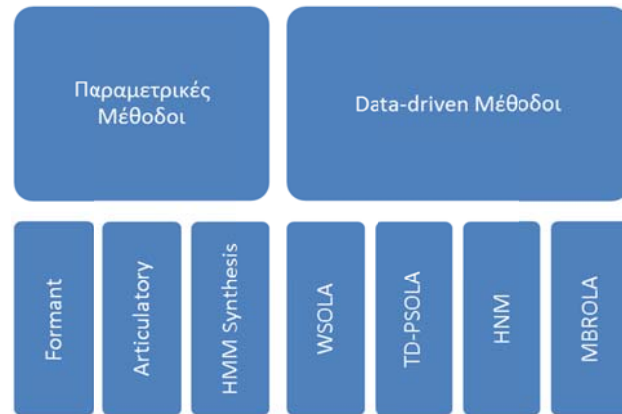 Παραμετρικές
Μέθοδοι
Data-driven Μέθοδοι
Formant
Articulatory
HMM Synthesis
WSOLA
TD-PSOLA
HNM
MBROLA